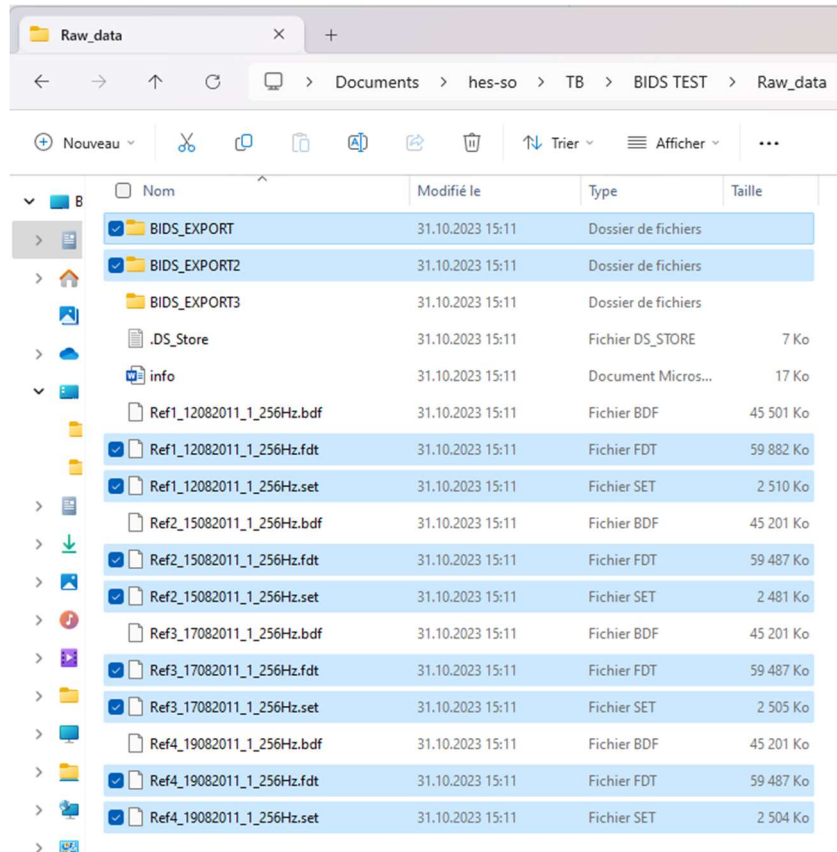 Raw_data
Documents > hes-so > TB > BIDS TEST > Raw_data
Nouveau Trier Afficher ...
Nom Modifié le Type Taille
B
BIDS_EXPORT 31.10.2023 15:11 Dossier de fichiers
BIDS_EXPORT2 31.10.2023 15:11 Dossier de fichiers
BIDS_EXPORT3 31.10.2023 15:11 Dossier de fichiers
.DS_Store 31.10.2023 15:11 Fichier DS_STORE 7 Ko
info 31.10.2023 15:11 Document Micros... 17 Ko
Ref1_12082011_1_256Hz.bdf 31.10.2023 15:11 Fichier BDF 45 501 Ko
Ref1_12082011_1_256Hz.fdt 31.10.2023 15:11 Fichier FDT 59 882 Ko
Ref1_12082011_1_256Hz.set 31.10.2023 15:11 Fichier SET 2 510 Ko
Ref2_15082011_1_256Hz.bdf 31.10.2023 15:11 Fichier BDF 45 201 Ko
Ref2_15082011_1_256Hz.fdt 31.10.2023 15:11 Fichier FDT 59 487 Ko
Ref2_15082011_1_256Hz.set 31.10.2023 15:11 Fichier SET 2 481 Ko
Ref3_17082011_1_256Hz.bdf 31.10.2023 15:11 Fichier BDF 45 201 Ko
Ref3_17082011_1_256Hz.fdt 31.10.2023 15:11 Fichier FDT 59 487 Ko
Ref3_17082011_1_256Hz.set 31.10.2023 15:11 Fichier SET 2 505 Ko
Ref4_19082011_1_256Hz.bdf 31.10.2023 15:11 Fichier BDF 45 201 Ko
Ref4_19082011_1_256Hz.fdt 31.10.2023 15:11 Fichier FDT 59 487 Ko
Ref4_19082011_1_256Hz.set 31.10.2023 15:11 Fichier SET 2 504 Ko